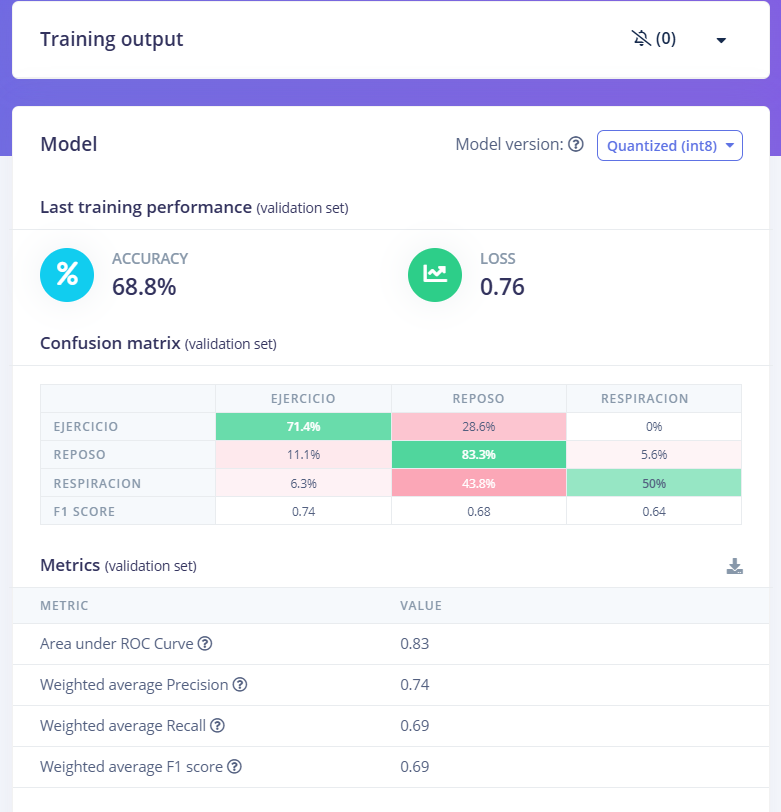 Training output (0)
Model Model version: Quantized (int8)
Last training performance (validation set)
% ACCURACY LOSS
68.8% 0.76
Confusion matrix (validation set)
EJERCICIO REPOSO RESPIRACION
EJERCICIO 71.4% 28.6% 0%
REPOSO 11.1% 83.3% 5.6%
RESPIRACION 6.3% 43.8% 50%
F1 SCORE 0.74 0.68 0.64
Metrics (validation set)
METRIC VALUE
Area under ROC Curve 0.83
Weighted average Precision 0.74
Weighted average Recall 0.69
Weighted average F1 score 0.69